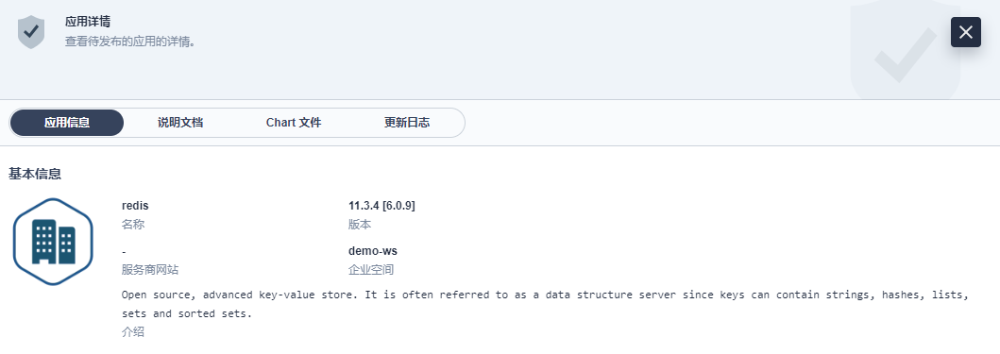 应用详情
查看待发布的应用的详情。
应用信息 说明文档 Chart 文件 更新日志
基本信息
redis 11.3.4 [6.0.9]
名称 版本
- demo-ws
服务商网站 企业空间
Open source, advanced key-value store. It is often referred to as a data structure server since keys can contain strings, hashes, lists,
sets and sorted sets.
介绍